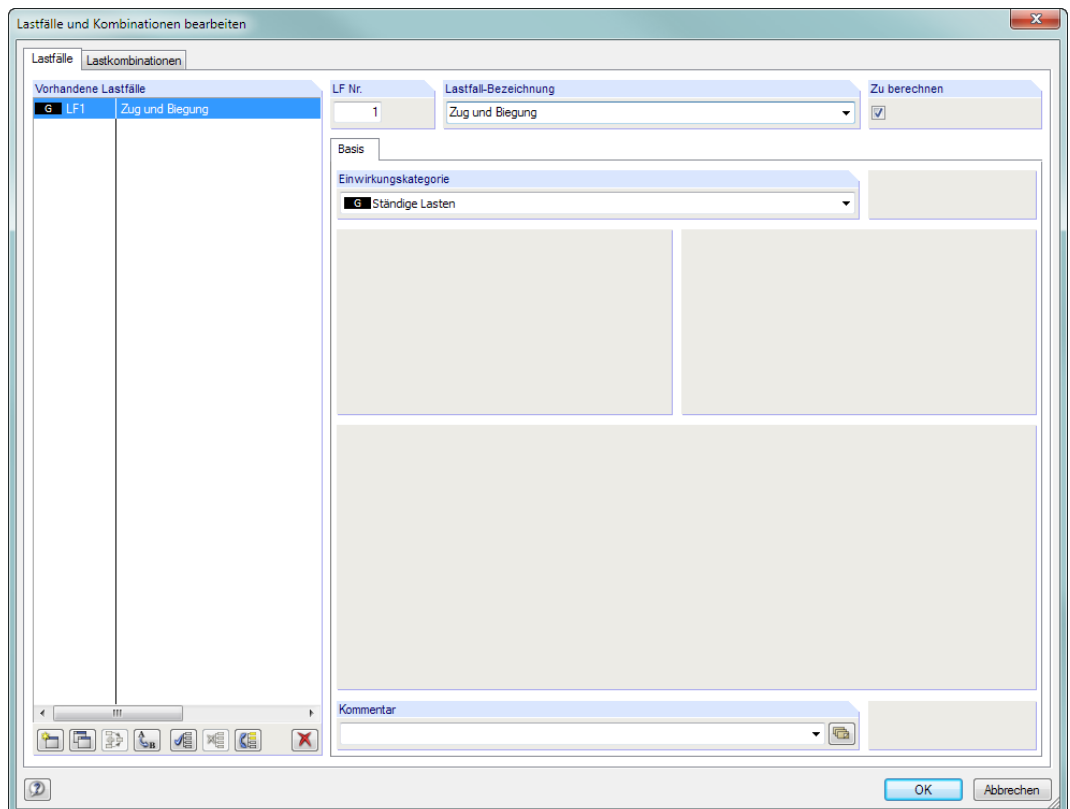 Lastfälle und Kombinationen bearbeiten
Lastfälle Lastkombinationen
Vorhandene Lastfälle
G LF1 Zug und Biegung
LF Nr.
1
Lastfall-Bezeichnung
Zug und Biegung
Zu berechnen
Basis
Einwirkungskategorie
G Ständige Lasten
Kommentar
OK Abbrechen